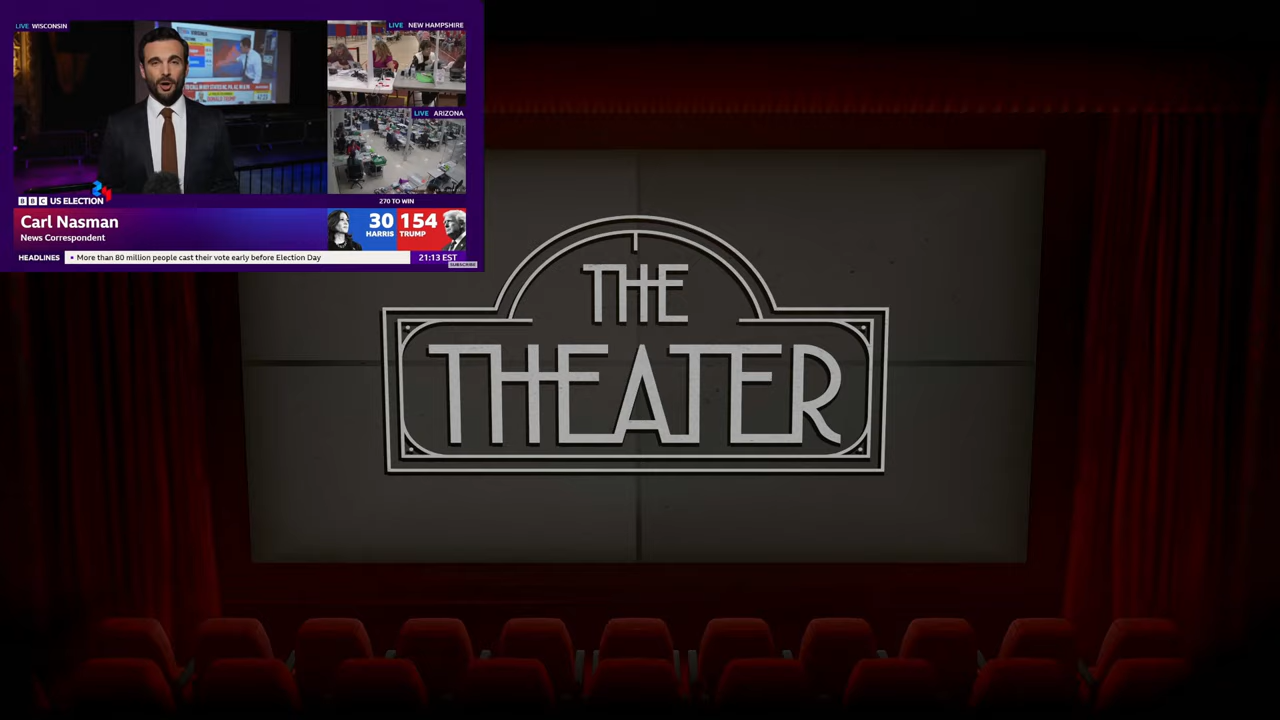 LIVE WISCONSIN
LIVE NEW HAMPSHIRE
LIVE ARIZONA
BBC US ELECTION
24
270 TO WIN
Carl Nasman
News Correspondent
30
HARRIS
154
TRUMP
HEADLINES
• More than 80 million people cast their vote early before Election Day
21:13 EST
SUBSCRIBE
THE
THEATER